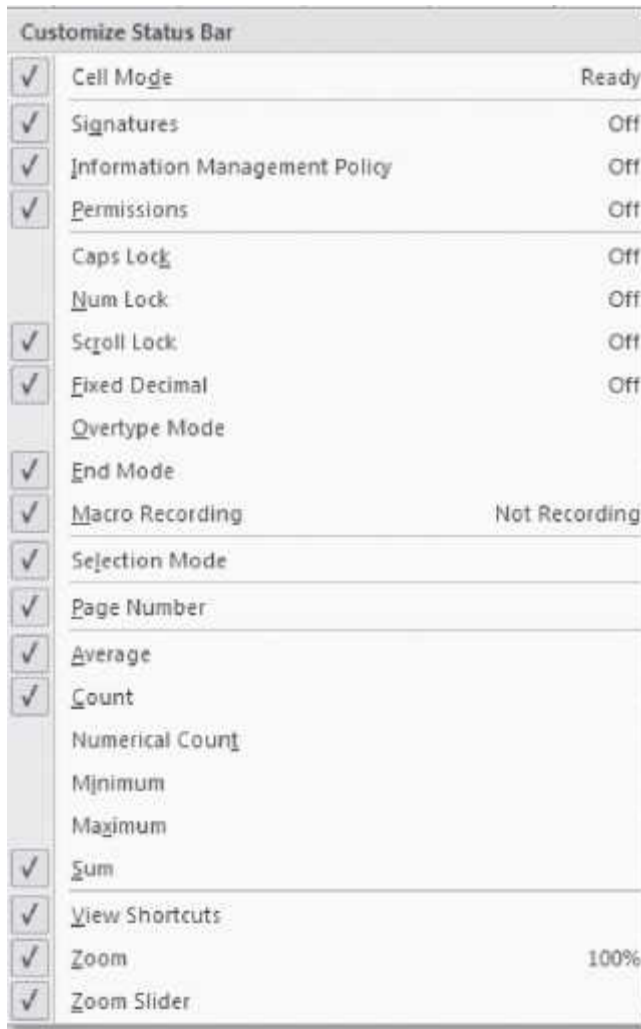 Customize Status Bar
Cell Mode Ready
Signatures Off
Information Management Policy Off
Permissions Off
Caps Lock Off
Num Lock Off
Scroll Lock Off
Fixed Decimal Off
Overtype Mode
End Mode
Macro Recording Not Recording
Selection Mode
Page Number
Average
Count
Numerical Count
Minimum
Maximum
Sum
View Shortcuts
Zoom 100%
Zoom Slider